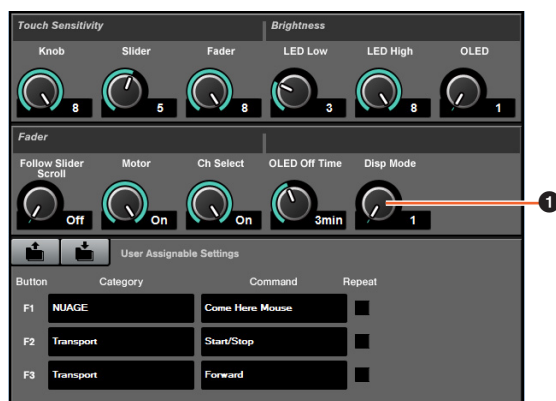 Touch Sensitivity Brightness
Knob Slider Fader LED Low LED High OLED
8 5 8 3 8 1
Fader
Follow Slider Scroll Motor Ch Select OLED Off Time Disp Mode
Off On On 3min 1
1
User Assignable Settings
Button Category Command Repeat
F1 NUAGE Come Here Mouse
F2 Transport Start/Stop
F3 Transport Forward